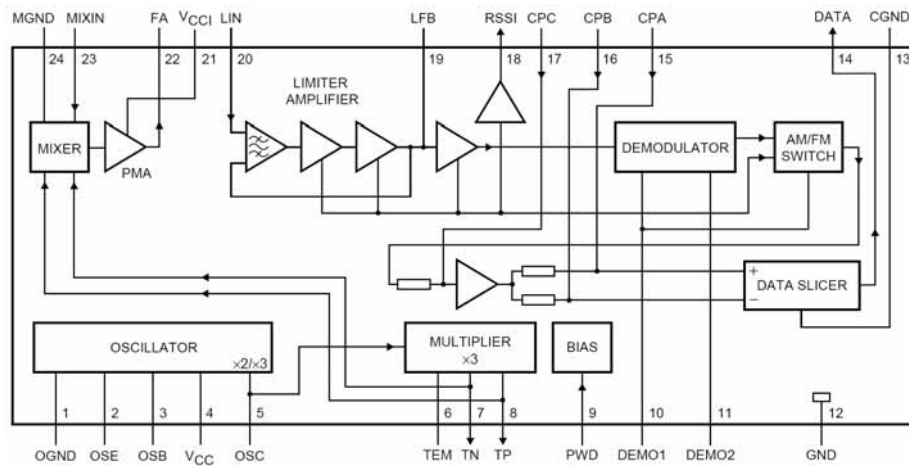 MGND MIXIN FA VCCI LIN LFB RSSI CPC CPB CPA DATA CGND
24 23 22 21 20 19 18 17 16 15 14 13
LIMITER
AMPLIFIER
MIXER
PMA
DEMODULATOR
AM/FM
SWITCH
+
DATA SLICER
−
OSCILLATOR
×2/×3
MULTIPLIER
×3
BIAS
1 2 3 4 5 6 7 8 9 10 11 12
OGND OSE OSB VCC OSC TEM TN TP PWD DEMO1 DEMO2 GND